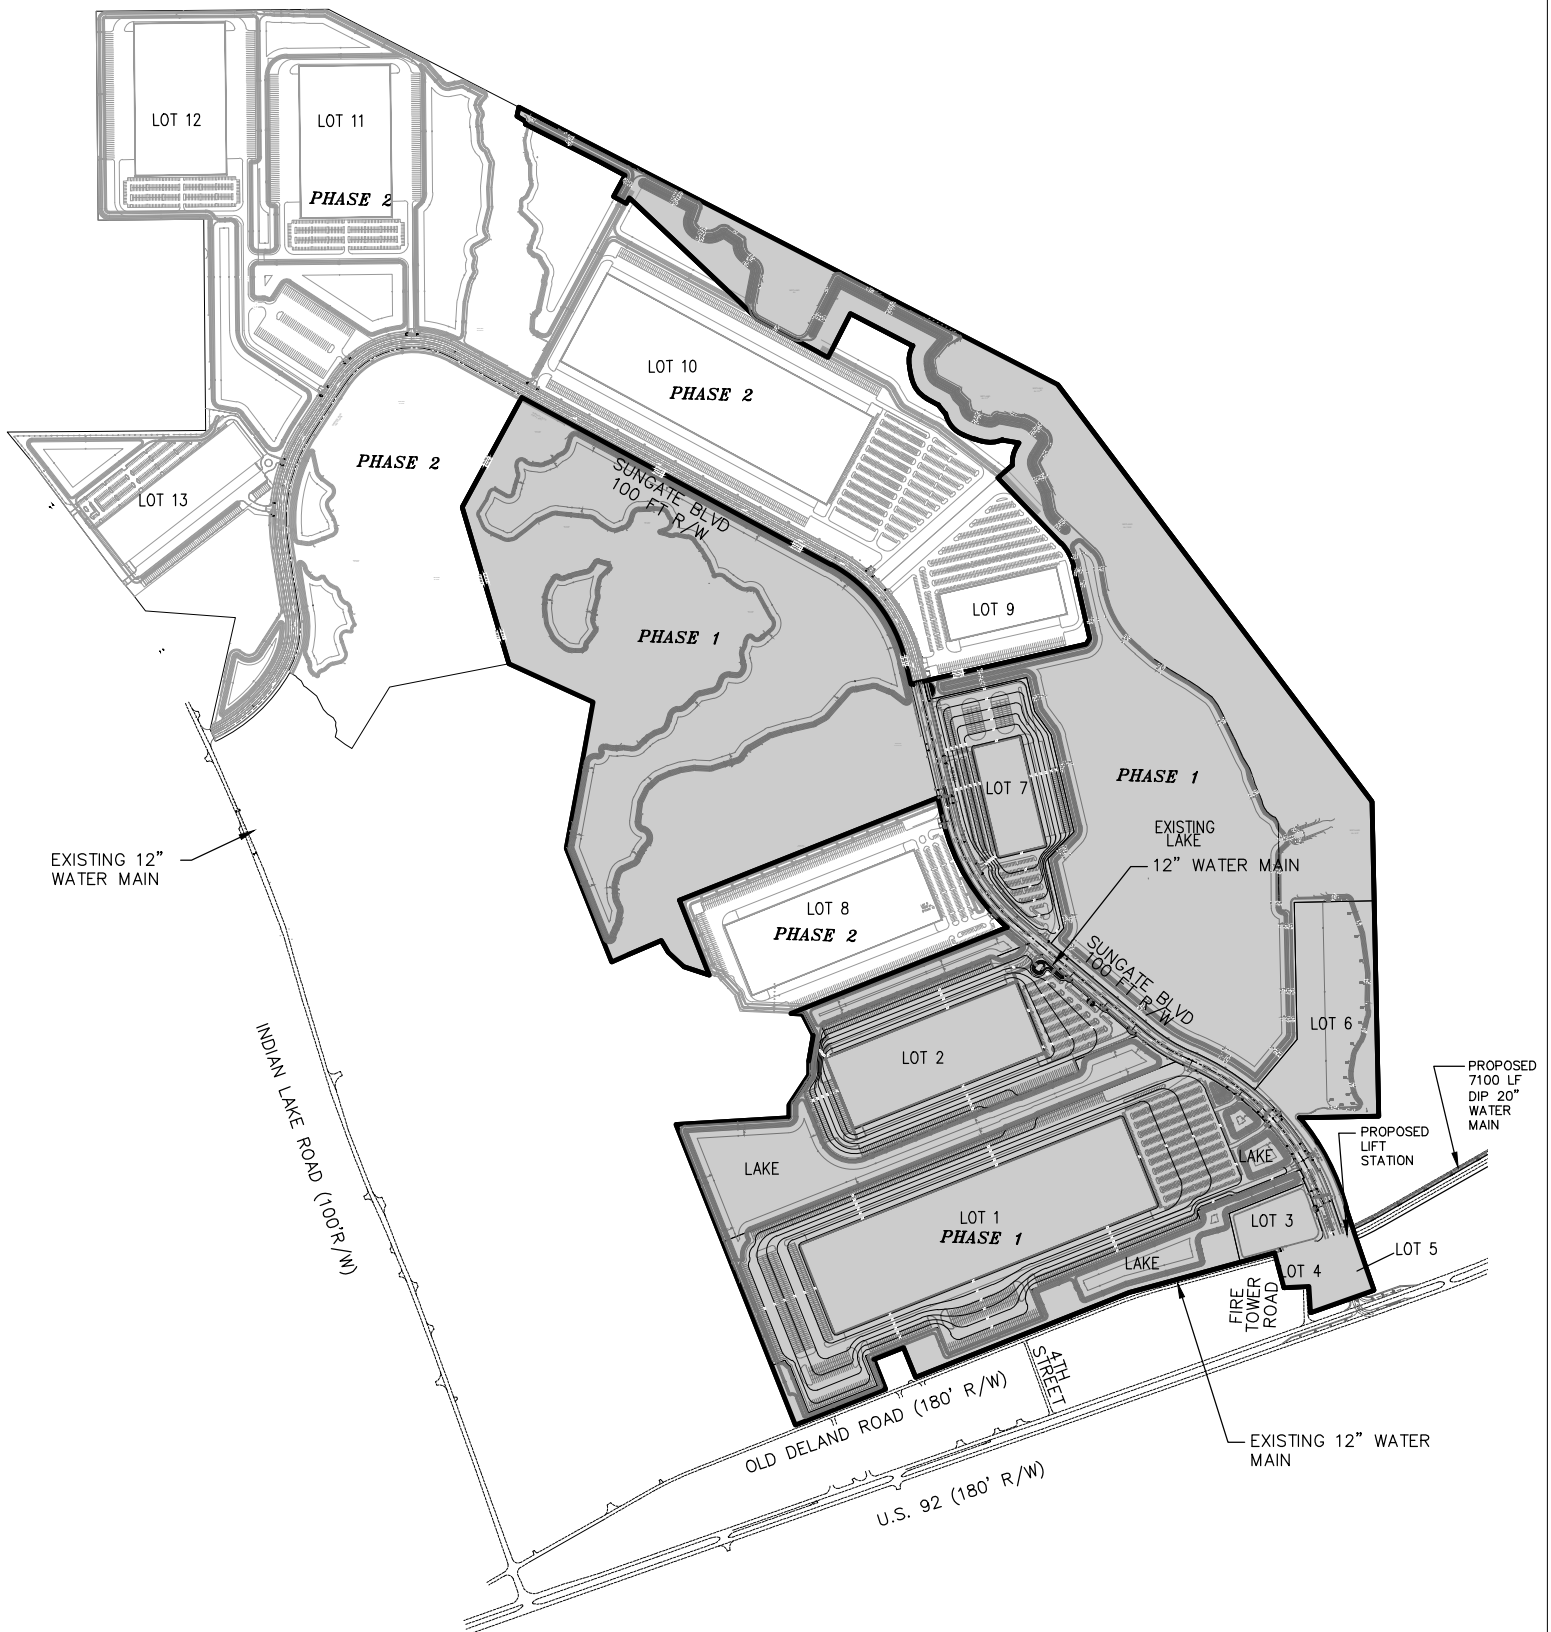 LOT 12
LOT 11
PHASE 2
LOT 10
PHASE 2
PHASE 2
SUNGATE BLVD
100 FT R/W
LOT 13
"
LOT 9
PHASE 1
"
PHASE 1
LOT 7
EXISTING
LAKE
12" WATER MAIN
EXISTING 12"
WATER MAIN
LOT 8
PHASE 2
SUNGATE BLVD
100 FT R/W
LOT 6
LOT 2
INDIAN LAKE ROAD (100'R/W)
PROPOSED
7100 LF
DIP 20"
WATER
MAIN
PROPOSED
LIFT
STATION
LAKE
LAKE
LOT 1
PHASE 1
LOT 3
LOT 5
LAKE
OT 4
FIRE
TOWER
ROAD
4TH
STREET
OLD DELAND ROAD (180' R/W)
EXISTING 12" WATER
MAIN
U.S. 92 (180' R/W)